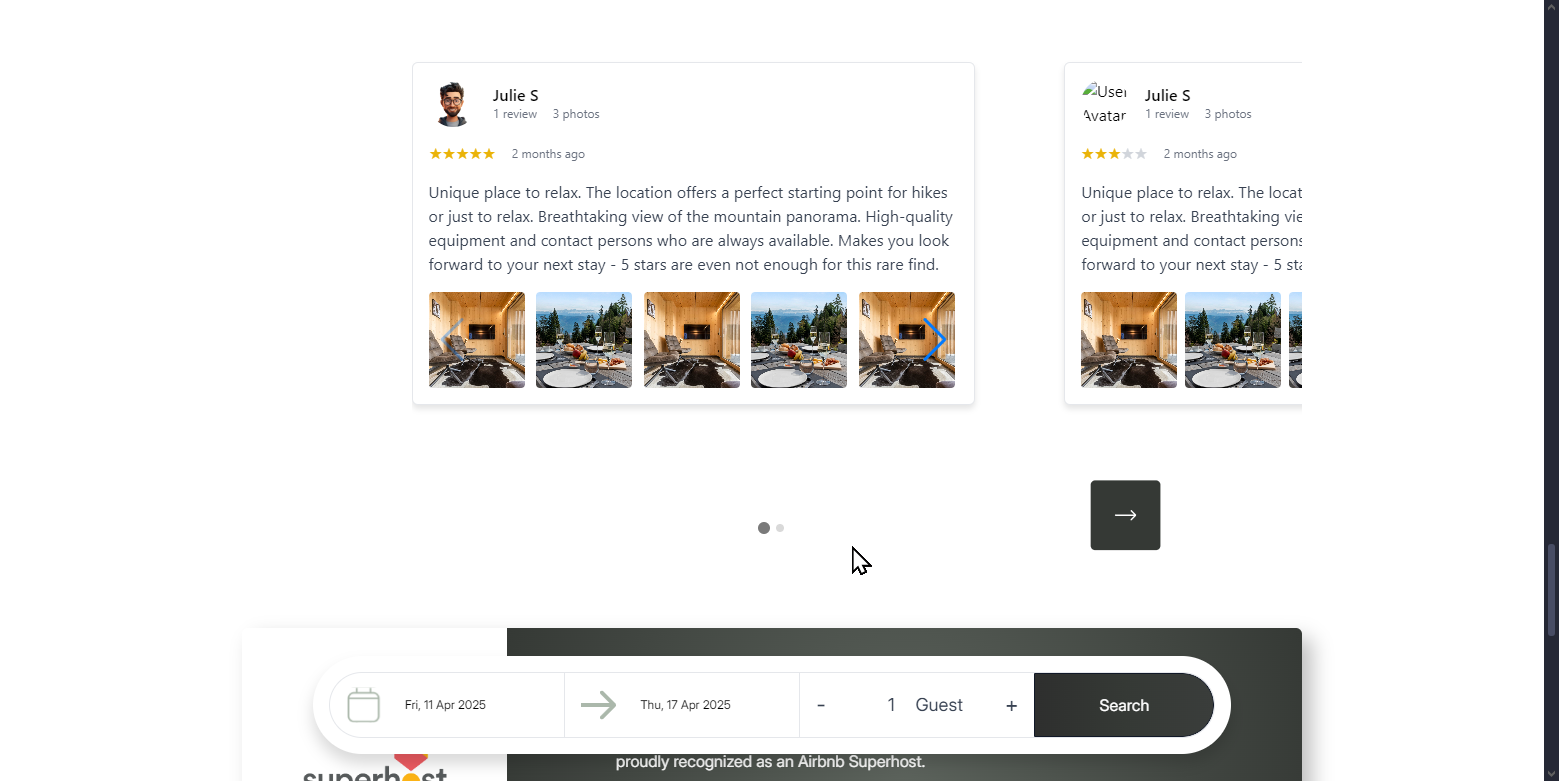 Julie S
1 review 3 photos
2 months ago
Unique place to relax. The location offers a perfect starting point for hikes
or just to relax. Breathtaking view of the mountain panorama. High-quality
equipment and contact persons who are always available. Makes you look
forward to your next stay - 5 stars are even not enough for this rare find.
User
Avatar
Julie S
1 review 3 photos
2 months ago
Unique place to relax. The locat
or just to relax. Breathtaking vie
equipment and contact persons
forward to your next stay - 5 sta
Fri, 11 Apr 2025
Thu, 17 Apr 2025
- 1 Guest +
Search
superhost
proudly recognized as an Airbnb Superhost.